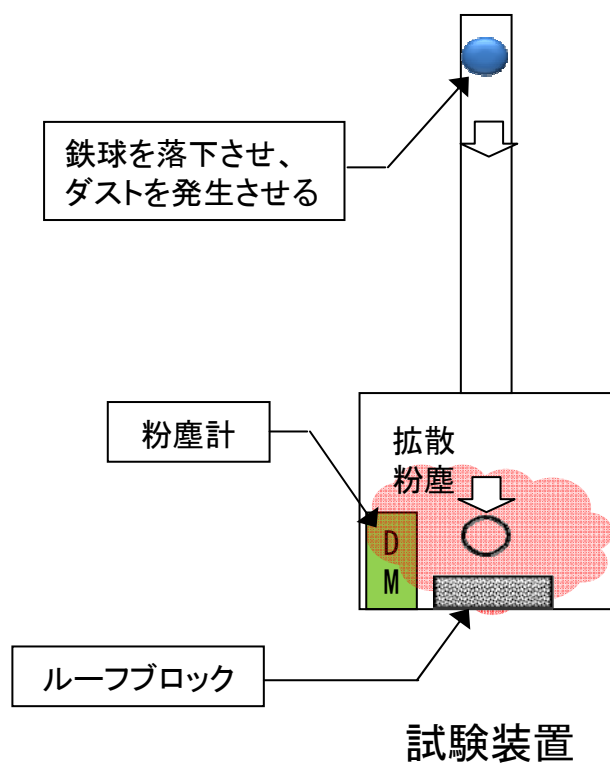 鉄球を落下させ、
ダストを発生させる
粉塵計
拡散
粉塵
D
M
ルーフブロック
試験装置